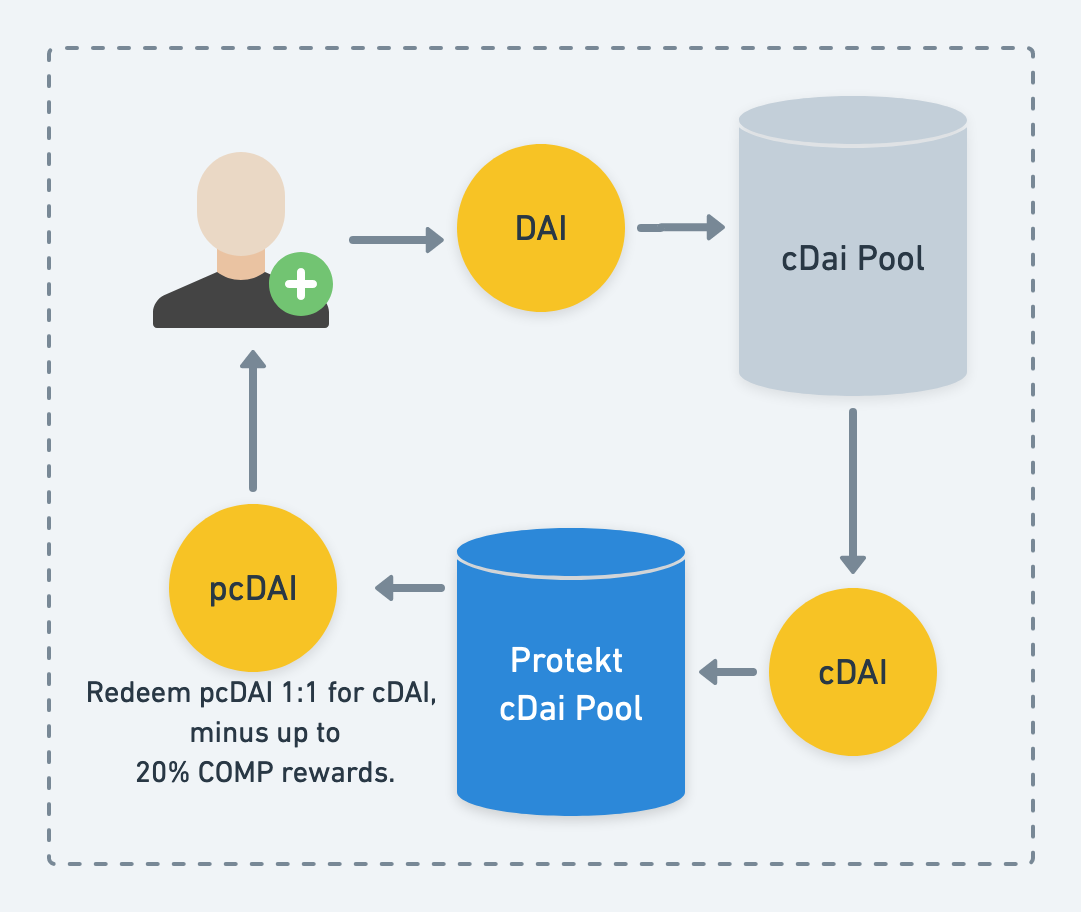 DAI
cDai Pool
pcDAI
Redeem pcDAI 1:1 for cDAI,
minus up to
20% COMP rewards.
Protekt
cDai Pool
cDAI